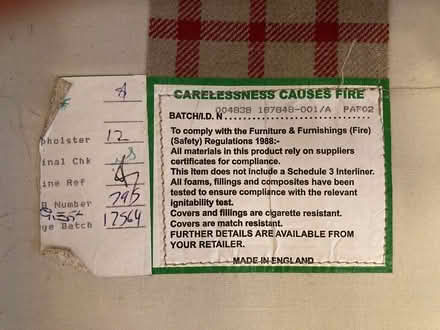 CARELESSNESS CAUSES FIRE
004838 187848-001/A PAF02
BATCH/I.D. N
To comply with the Furniture & Furnishings (Fire)
(Safety) Regulations 1988:-
All materials in this product rely on suppliers
certificates for compliance.
This item does not include a Schedule 3 Interliner.
All foams, fillings and composites have been
tested to ensure compliance with the relevant
ignitability test.
Covers and fillings are cigarette resistant.
Covers are match resistant.
FURTHER DETAILS ARE AVAILABLE FROM
YOUR RETAILER.
MADE IN ENGLAND
pholster 12
inal Chk
ine Ref
Number
ge Batch 17564